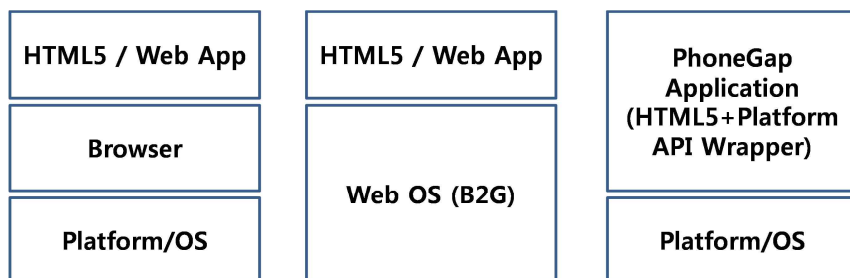 HTML5 / Web App
Browser
Platform/OS
HTML5 / Web App
Web OS (B2G)
PhoneGap
Application
(HTML5+Platform
API Wrapper)
Platform/OS